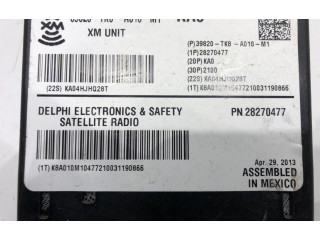 XM
XM UNIT
(P)39820-TK8-A010-M1
(1P)28270477
(20P)KA0
(30P)2100
(22S) KA04HJHQ28T
(22S) KA04HJHQ28T
DELPHI ELECTRONICS & SAFETY
PN 28270477
SATELLITE RADIO
(1T) K8A010M10477210031190866
Apr. 29, 2013
ASSEMBLED
IN MEXICO